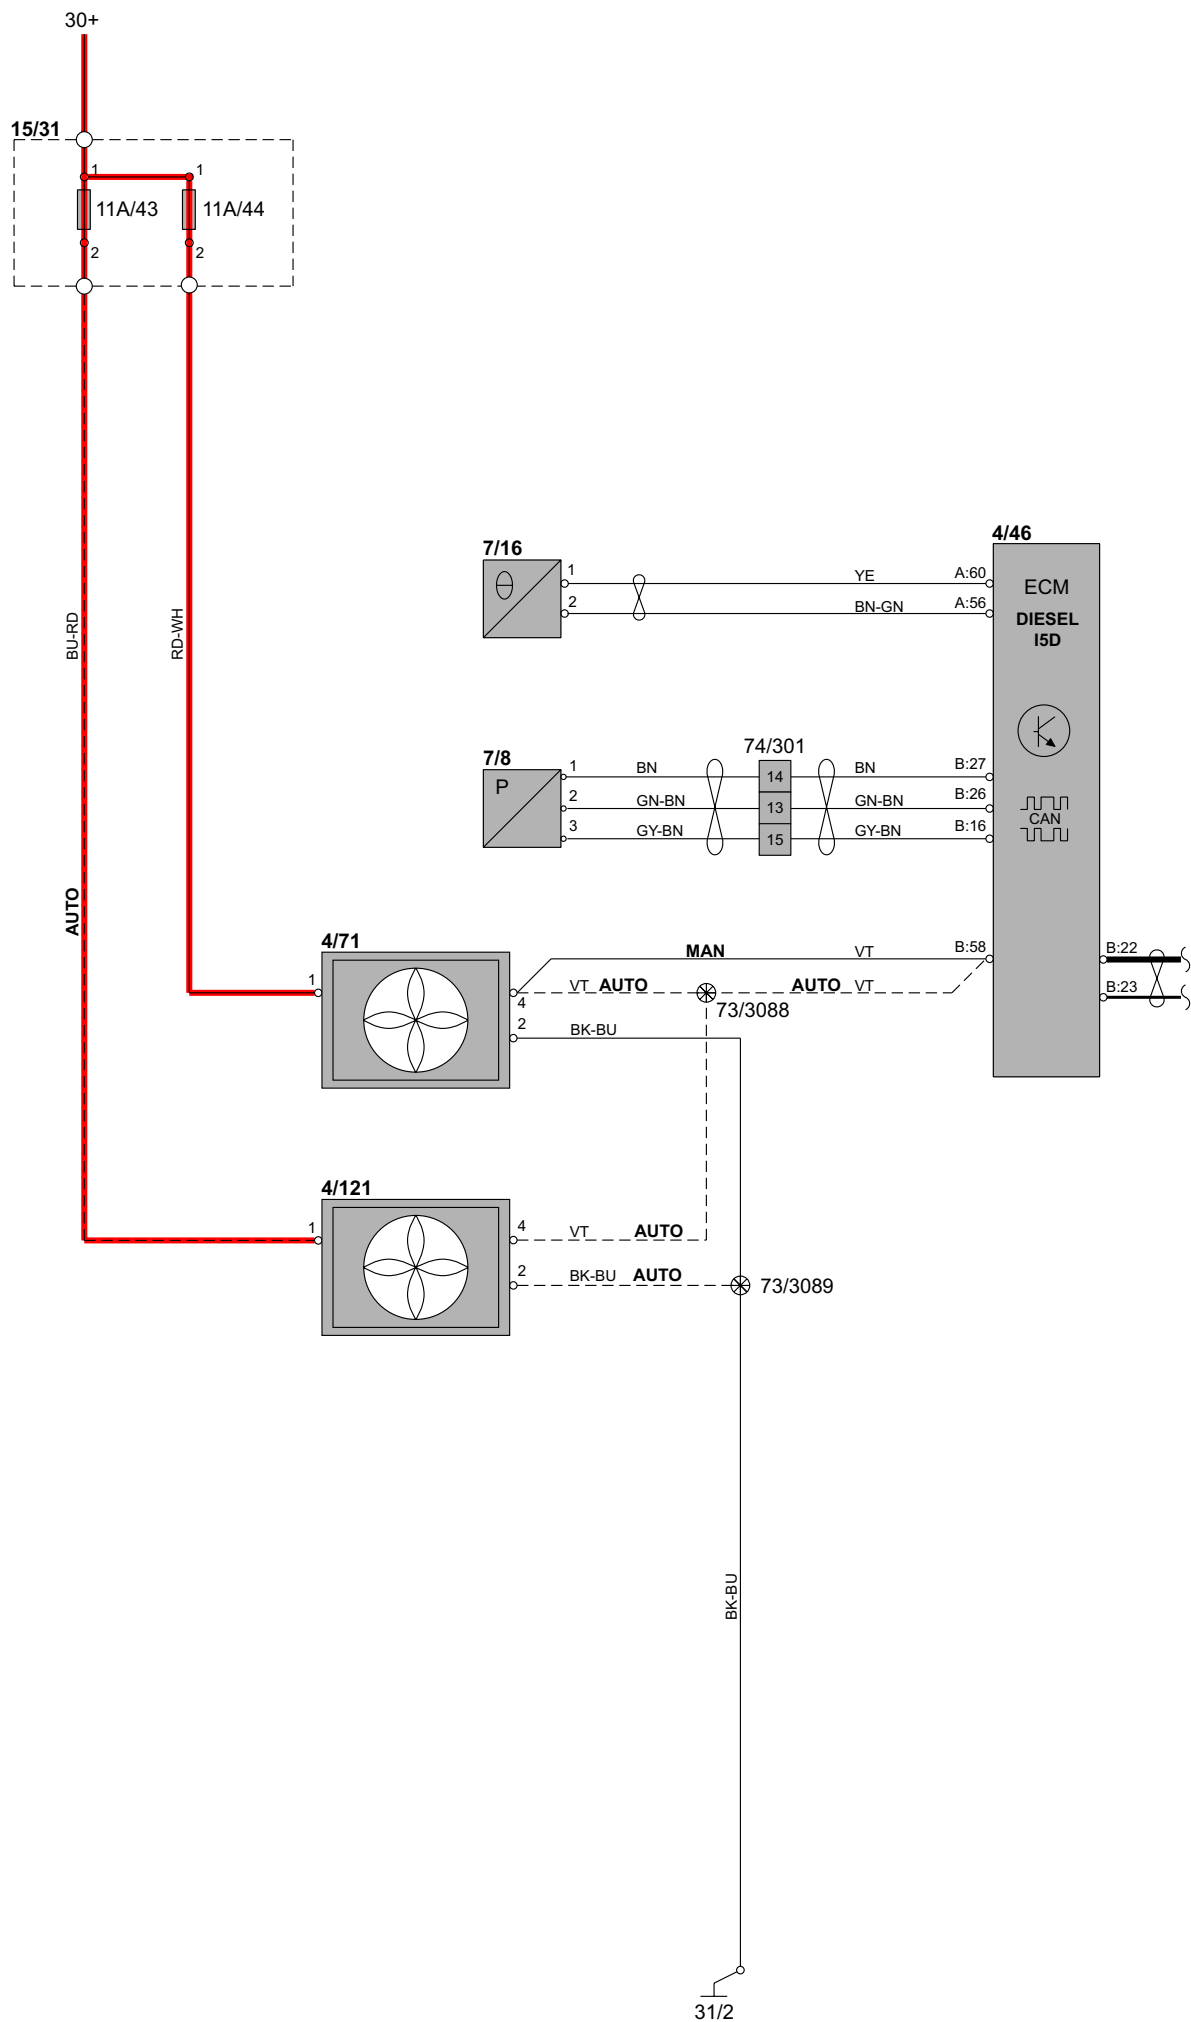 30+
15/31
1
1
11A/43
11A/44
2
2
BU-RD
RD-WH
AUTO
7/16
1
2
YE
BN-GN
A:60
A:56
4/46
ECM
DIESEL
I5D
CAN
7/8
P
1
2
3
BN
GN-BN
GY-BN
74/301
14
13
15
BN
GN-BN
GY-BN
B:27
B:26
B:16
4/71
1
4
2
MAN
VT
B:58
VT AUTO
AUTO VT
73/3088
BK-BU
B:22
B:23
4/121
1
4
2
VT
AUTO
BK-BU AUTO
73/3089
BK-BU
31/2